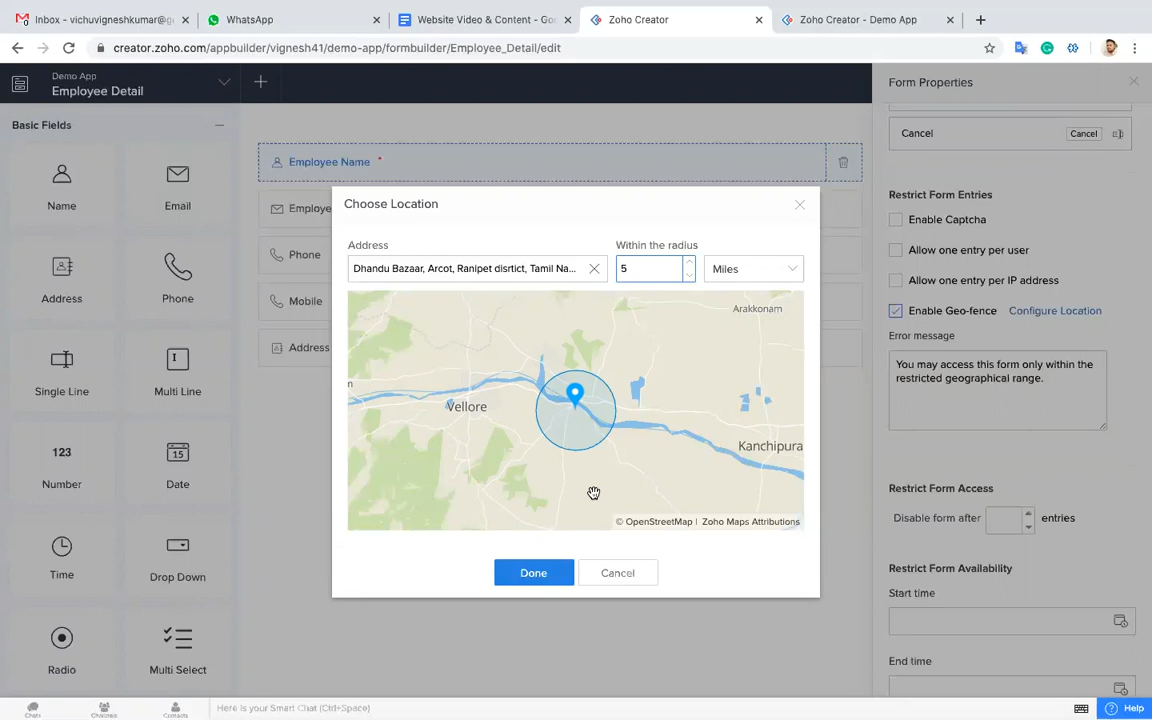 Inbox - vichuvigneshkumar@g
WhatsApp
Website Video & Content - Goo
Zoho Creator
Zoho Creator - Demo App
creator.zoho.com/appbuilder/vignesh41/demo-app/formbuilder/Employee_Detail/edit
Demo App
Employee Detail
Form Properties
Basic Fields
Name
Email
Address
Phone
Single Line
Multi Line
123
Number
15
Date
Time
Drop Down
Radio
Multi Select
Employee Name *
Employe
Phone
Mobile
Address
Choose Location
Address
Within the radius
Dhandu Bazaar, Arcot, Ranipet disrtict, Tamil Na...
5
Miles
Arakkonam
Vellore
Kanchipura
© OpenStreetMap | Zoho Maps Attributions
Done
Cancel
Cancel
Cancel
Restrict Form Entries
Enable Captcha
Allow one entry per user
Allow one entry per IP address
Enable Geo-fence
Configure Location
Error message
You may access this form only within the
restricted geographical range.
Restrict Form Access
Disable form after
entries
Restrict Form Availability
Start time
End time
Chats
Channels
Contacts
Here is your Smart Chat (Ctrl+Space)
Help